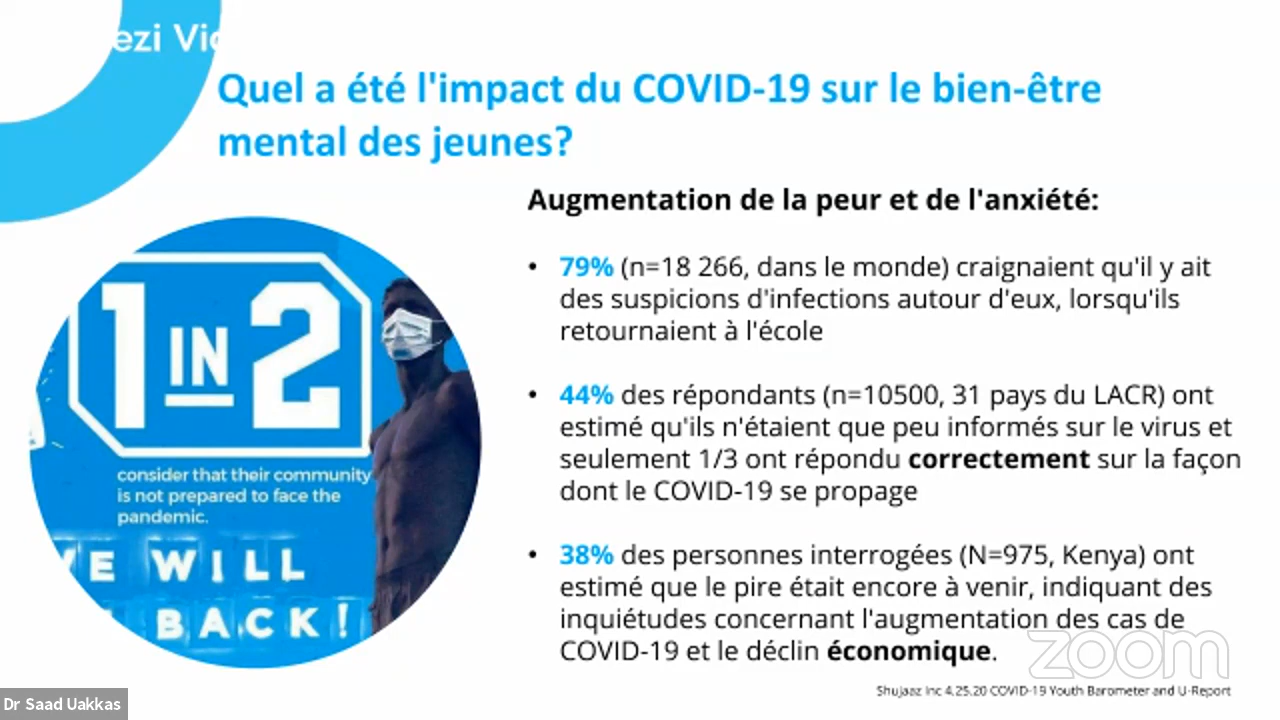 ezi Vi
Quel a été l'impact du COVID-19 sur le bien-être
mental des jeunes?
Augmentation de la peur et de l'anxiété:
• 79% (n=18 266, dans le monde) craignaient qu'il y ait
des suspicions d'infections autour d'eux, lorsqu'ils
retournaient à l'école
• 44% des répondants (n=10500, 31 pays du LACR) ont
estimé qu'ils n'étaient que peu informés sur le virus et
seulement 1/3 ont répondu correctement sur la façon
dont le COVID-19 se propage
• 38% des personnes interrogées (N=975, Kenya) ont
estimé que le pire était encore à venir, indiquant des
inquiétudes concernant l'augmentation des cas de
COVID-19 et le déclin économique.
1 IN 2
consider that their community
is not prepared to face the
pandemic.
WE WILL
BACK!
zoom
Shujaaz Inc 4.25.20 COVID-19 Youth Barometer and U-Report
Dr Saad Uakkas